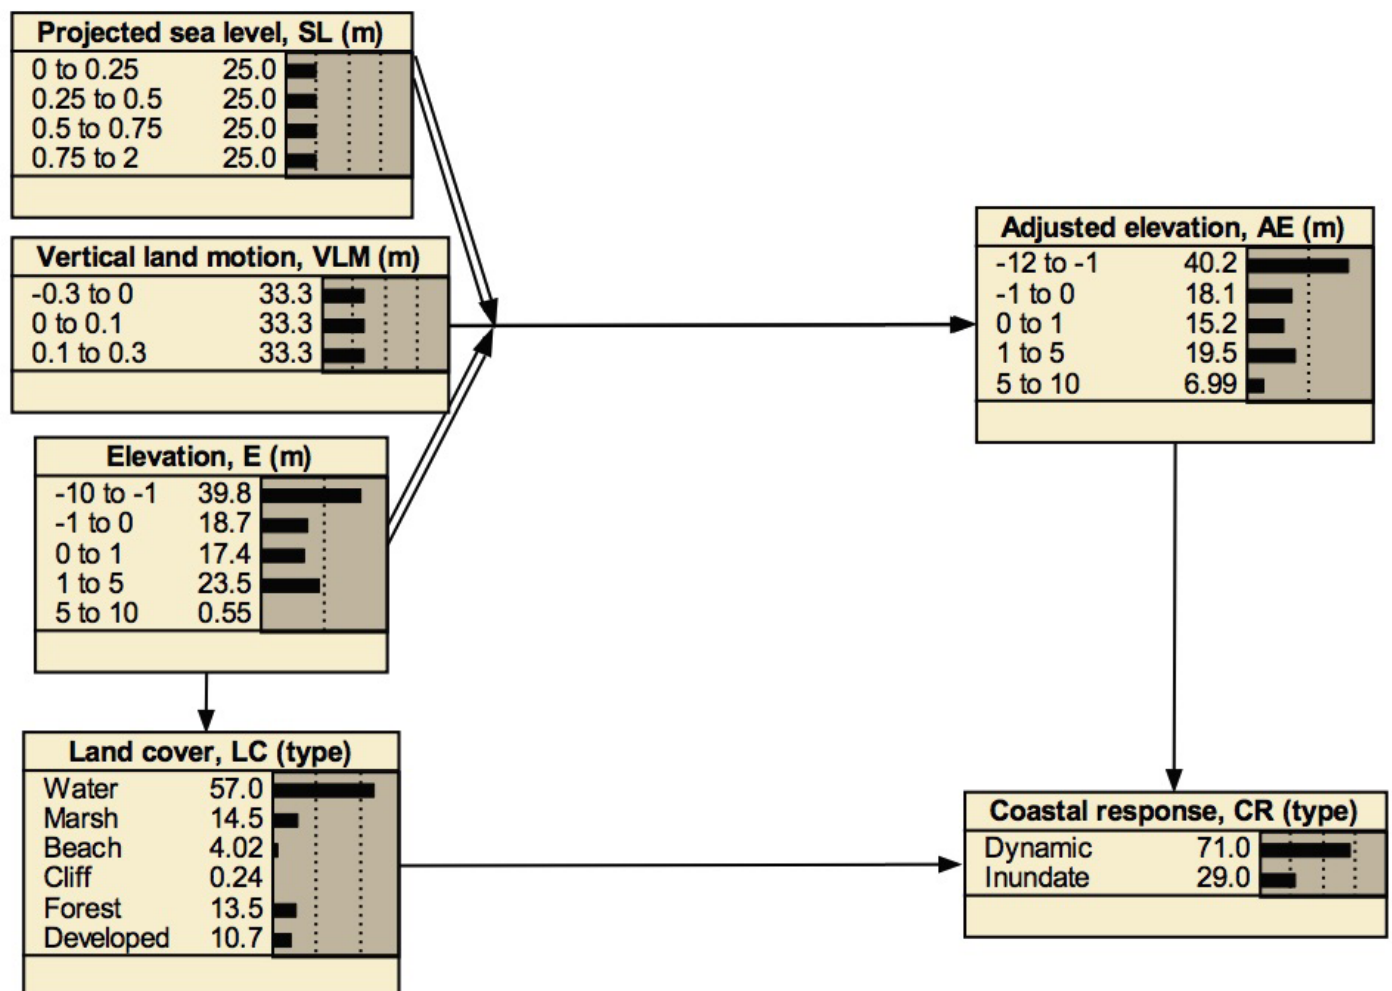 Projected sea level, SL (m)
0 to 0.25 25.0
0.25 to 0.5 25.0
0.5 to 0.75 25.0
0.75 to 2 25.0
Vertical land motion, VLM (m)
-0.3 to 0 33.3
0 to 0.1 33.3
0.1 to 0.3 33.3
Elevation, E (m)
-10 to -1 39.8
-1 to 0 18.7
0 to 1 17.4
1 to 5 23.5
5 to 10 0.55
Land cover, LC (type)
Water 57.0
Marsh 14.5
Beach 4.02
Cliff 0.24
Forest 13.5
Developed 10.7
Adjusted elevation, AE (m)
-12 to -1 40.2
-1 to 0 18.1
0 to 1 15.2
1 to 5 19.5
5 to 10 6.99
Coastal response, CR (type)
Dynamic 71.0
Inundate 29.0